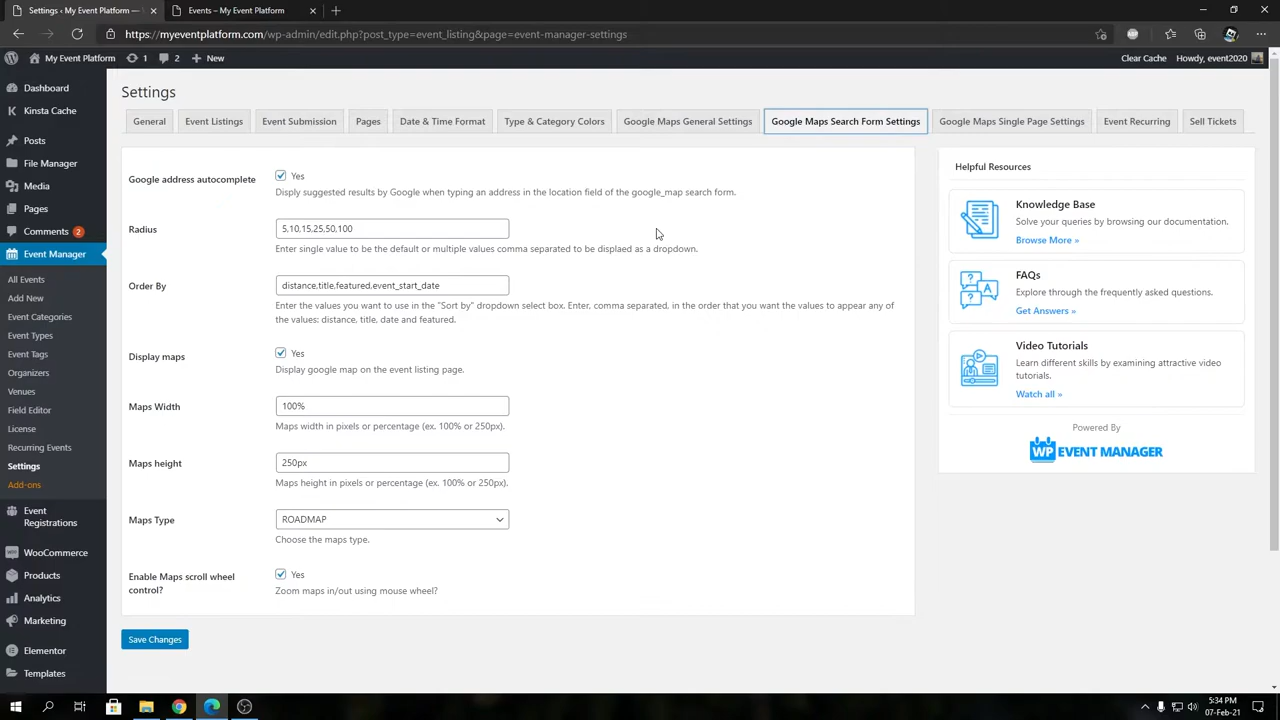 Settings ‹ My Event Platform —
Events – My Event Platform
https://myeventplatform.com/wp-admin/edit.php?post_type=event_listing&page=event-manager-settings
My Event Platform
1
2
New
Clear Cache
Howdy, event2020
Dashboard
Kinsta Cache
Posts
File Manager
Media
Pages
Comments 2
Event Manager
All Events
Add New
Event Categories
Event Types
Event Tags
Organizers
Venues
Field Editor
License
Recurring Events
Settings
Add-ons
Event
Registrations
WooCommerce
Products
Analytics
Marketing
Elementor
Templates
Settings
General
Event Listings
Event Submission
Pages
Date & Time Format
Type & Category Colors
Google Maps General Settings
Google Maps Search Form Settings
Google Maps Single Page Settings
Event Recurring
Sell Tickets
Google address autocomplete
Yes
Disply suggested results by Google when typing an address in the location field of the google_map search form.
Radius
5,10,15,25,50,100
Enter single value to be the default or multiple values comma separated to be displaed as a dropdown.
Order By
distance,title,featured,event_start_date
Enter the values you want to use in the "Sort by" dropdown select box. Enter, comma separated, in the order that you want the values to appear any of
the values: distance, title, date and featured.
Display maps
Yes
Display google map on the event listing page.
Maps Width
100%
Maps width in pixels or percentage (ex. 100% or 250px).
Maps height
250px
Maps height in pixels or percentage (ex. 100% or 250px).
Maps Type
ROADMAP
Choose the maps type.
Enable Maps scroll wheel
control?
Yes
Zoom maps in/out using mouse wheel?
Save Changes
Helpful Resources
Knowledge Base
Solve your queries by browsing our documentation.
Browse More »
FAQs
Explore through the frequently asked questions.
Get Answers »
Video Tutorials
Learn different skills by examining attractive video
tutorials.
Watch all »
Powered By
WP EVENT MANAGER
5:34 PM
07-Feb-21